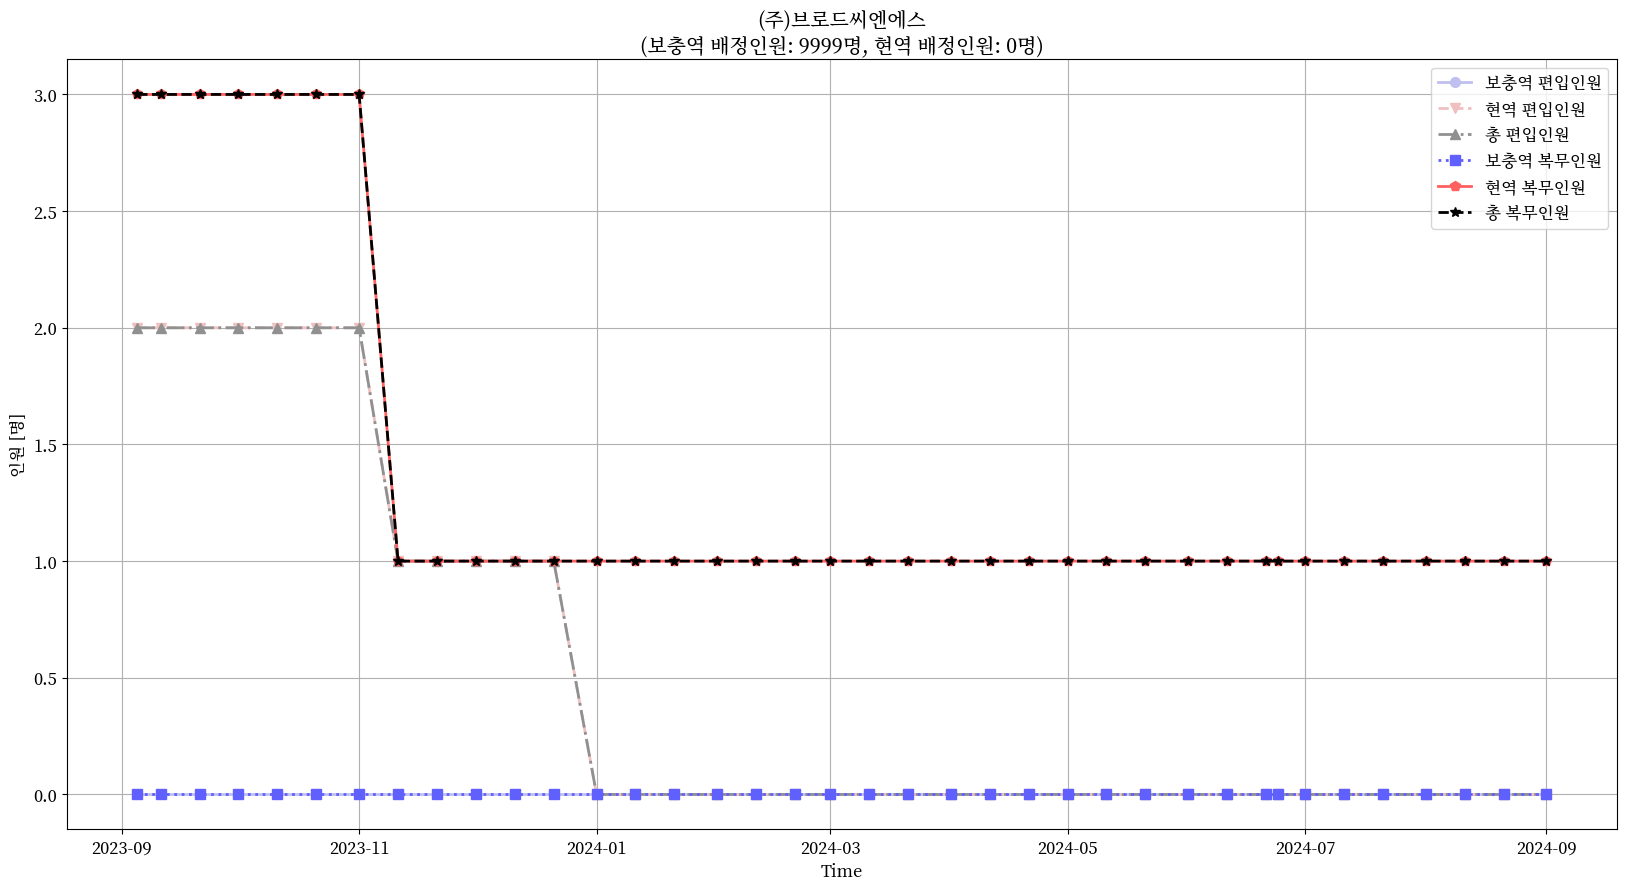 (주)브로드씨엔에스
(보충역 배정인원: 9999명, 현역 배정인원: 0명)
보충역 편입인원
현역 편입인원
총 편입인원
보충역 복무인원
현역 복무인원
총 복무인원
인원 [명]
3.0
2.5
2.0
1.5
1.0
0.5
0.0
2023-09
2023-11
2024-01
2024-03
2024-05
2024-07
2024-09
Time